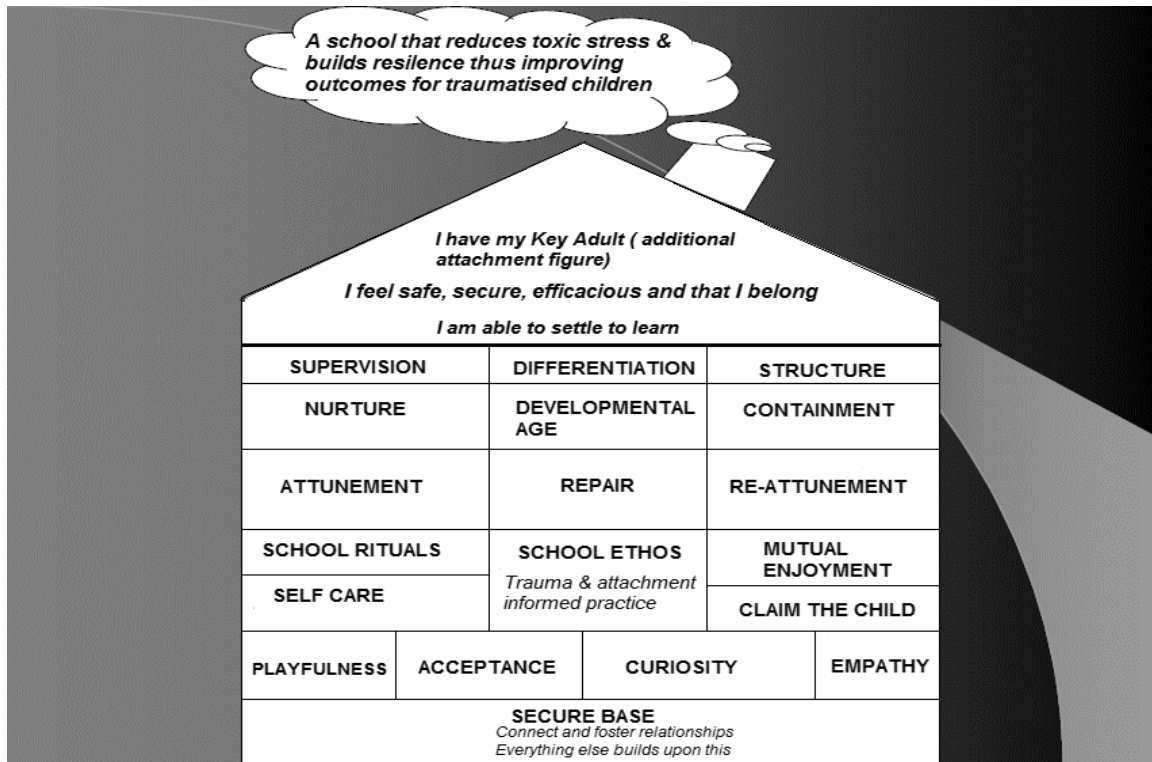 A school that reduces toxic stress &
builds resilence thus improving
outcomes for traumatised children
I have my Key Adult ( additional
attachment figure)
I feel safe, secure, efficacious and that I belong
I am able to settle to learn
SUPERVISION
DIFFERENTIATION
STRUCTURE
NURTURE
DEVELOPMENTAL
AGE
CONTAINMENT
ATTUNEMENT
REPAIR
RE-ATTUNEMENT
SCHOOL RITUALS
SELF CARE
SCHOOL ETHOS
Trauma & attachment
informed practice
MUTUAL
ENJOYMENT
CLAIM THE CHILD
PLAYFULNESS
ACCEPTANCE
CURIOSITY
EMPATHY
SECURE BASE
Connect and foster relationships
Everything else builds upon this